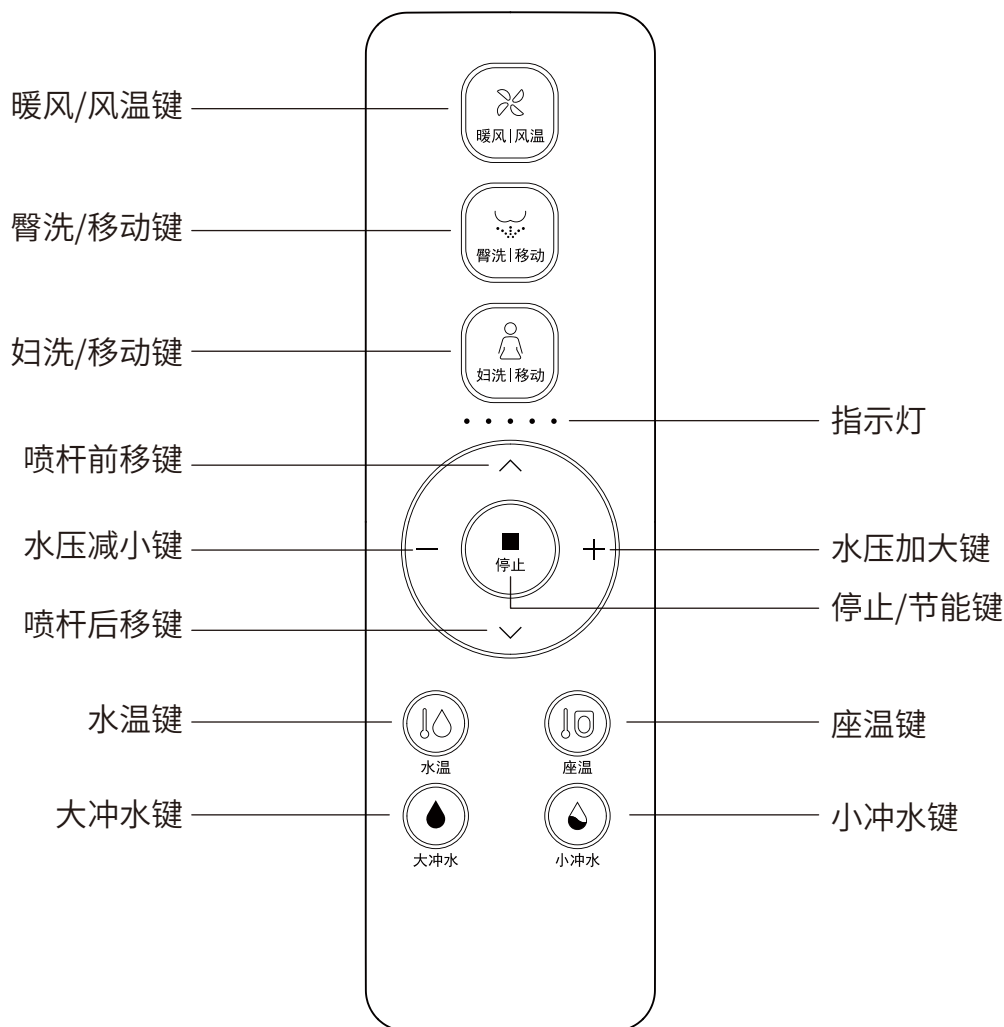 暖风/风温键
暖风|风温
臀洗/移动键
臀洗|移动
妇洗/移动键
妇洗|移动
指示灯
喷杆前移键
水压减小键
停止
水压加大键
停止/节能键
喷杆后移键
水温键
水温
座温
座温键
大冲水键
大冲水
小冲水
小冲水键